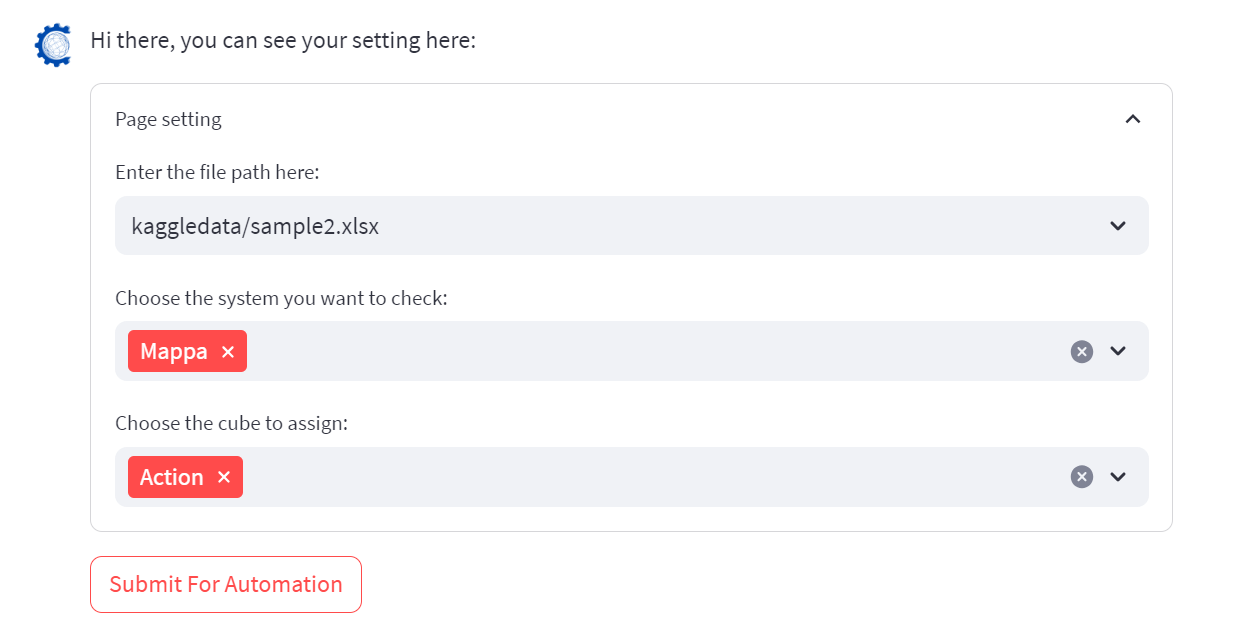 Hi there, you can see your setting here:
Page setting
Enter the file path here:
kaggledata/sample2.xlsx
Choose the system you want to check:
Mappa
Choose the cube to assign:
Action
Submit For Automation